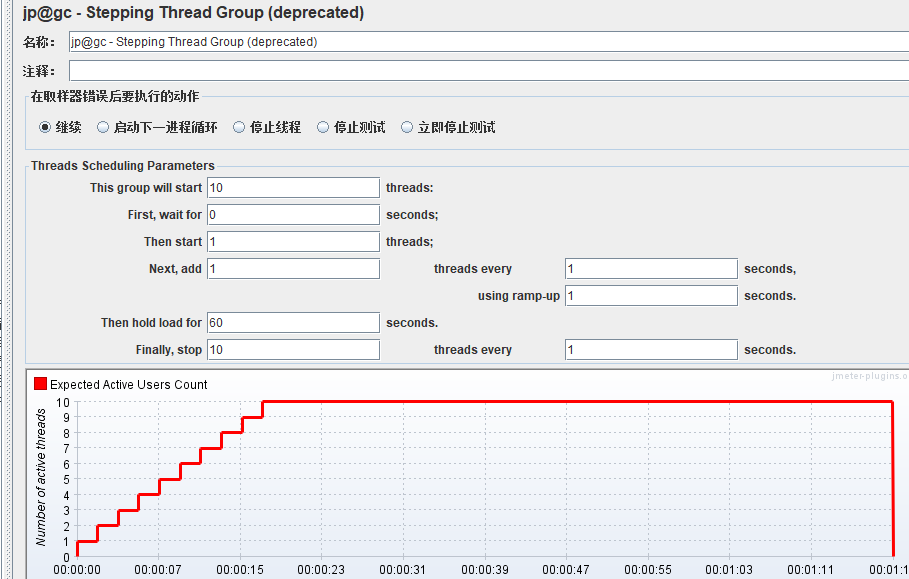 jp@gc - Stepping Thread Group (deprecated)
名称： jp@gc - Stepping Thread Group (deprecated)
注释：
在取样器错误后要执行的动作
继续 启动下一进程循环 停止线程 停止测试 立即停止测试
Threads Scheduling Parameters
This group will start 10 threads:
First, wait for 0 seconds;
Then start 1 threads;
Next, add 1 threads every 1 seconds,
using ramp-up 1 seconds.
Then hold load for 60 seconds.
Finally, stop 10 threads every 1 seconds.
jmeter-plugins.o
Expected Active Users Count
Number of active threads
10
9
8
7
6
5
4
3
2
1
0
00:00:00 00:00:07 00:00:15 00:00:23 00:00:31 00:00:39 00:00:47 00:00:55 00:01:03 00:01:11 00:01:1